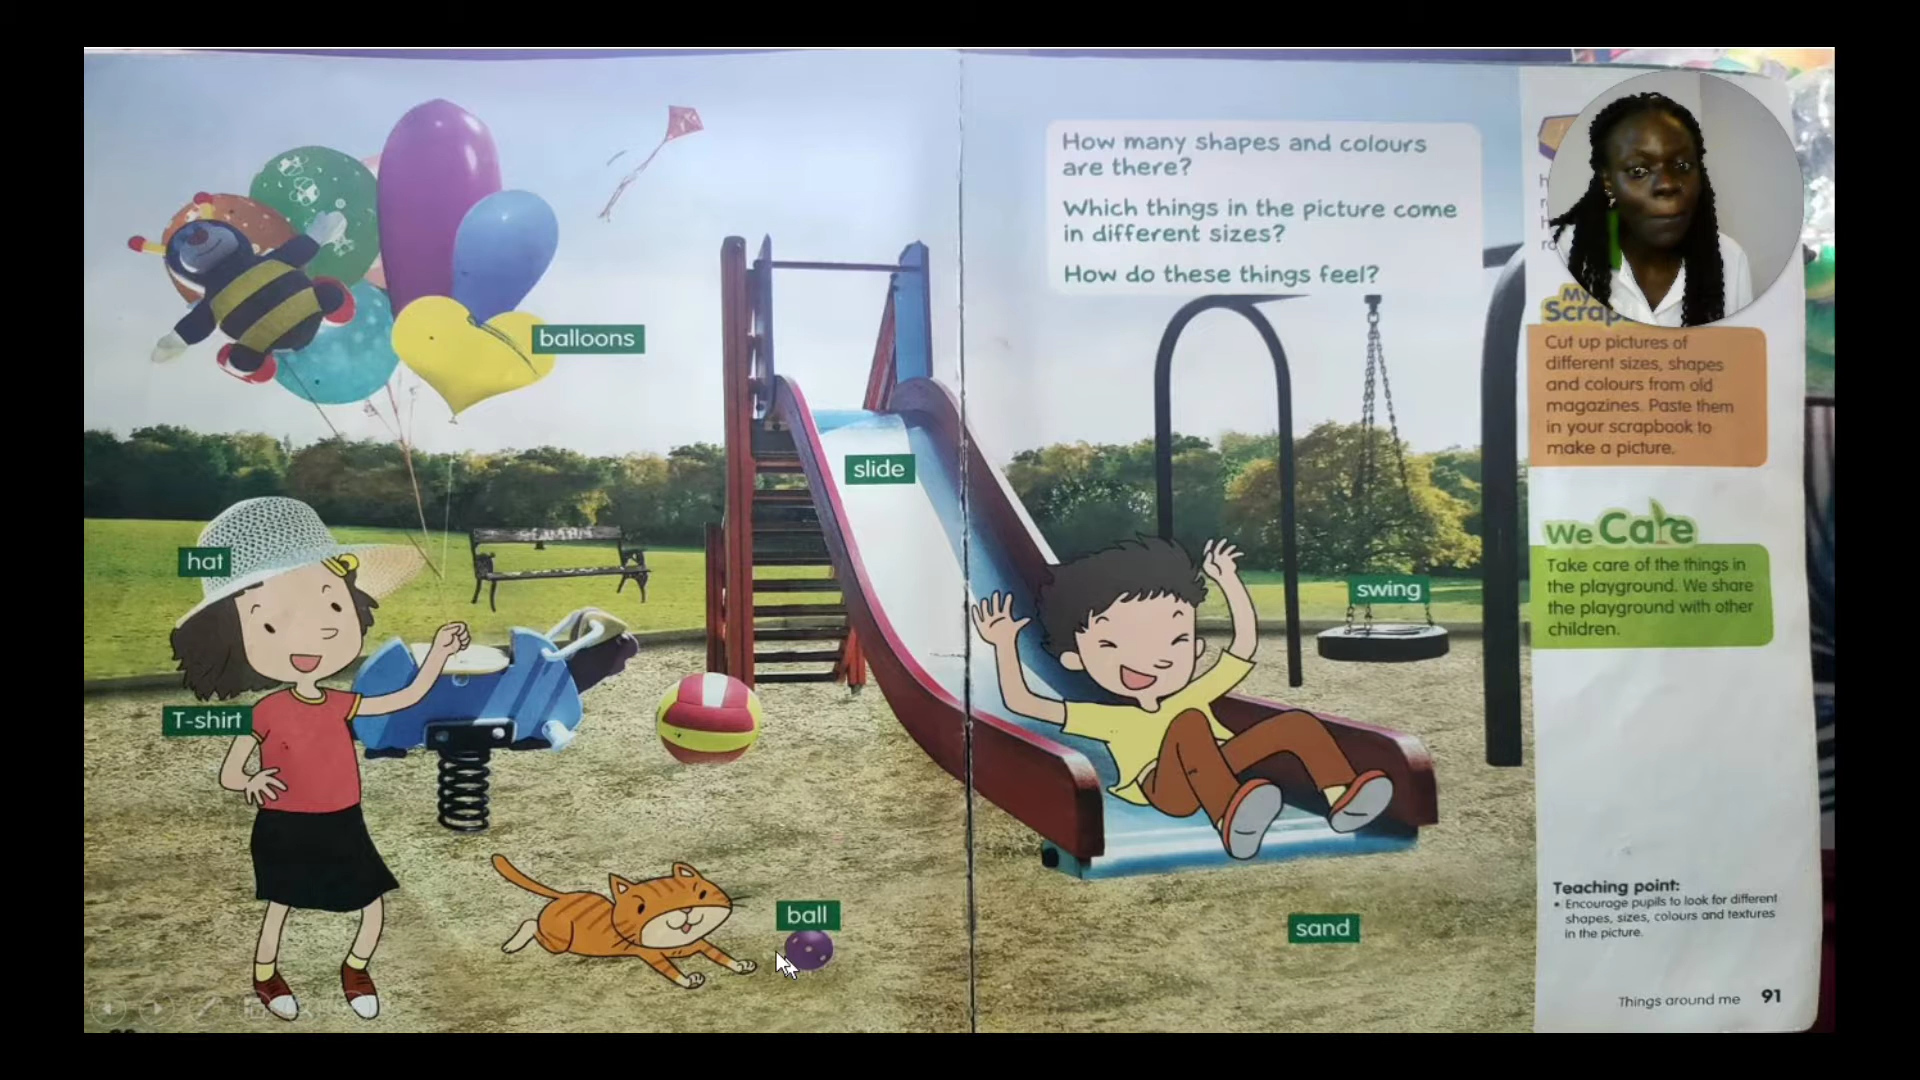 How many shapes and colours
are there?
Which things in the picture come
in different sizes?
How do these things feel?
balloons
slide
hat
T-shirt
swing
ball
sand
My
Scrap
Cut up pictures of
different sizes, shapes
and colours from old
magazines. Paste them
in your scrapbook to
make a picture.
We Care
Take care of the things in
the playground. We share
the playground with other
children.
Teaching point:
• Encourage pupils to look for different
shapes, sizes, colours and textures
in the picture.
Things around me 91